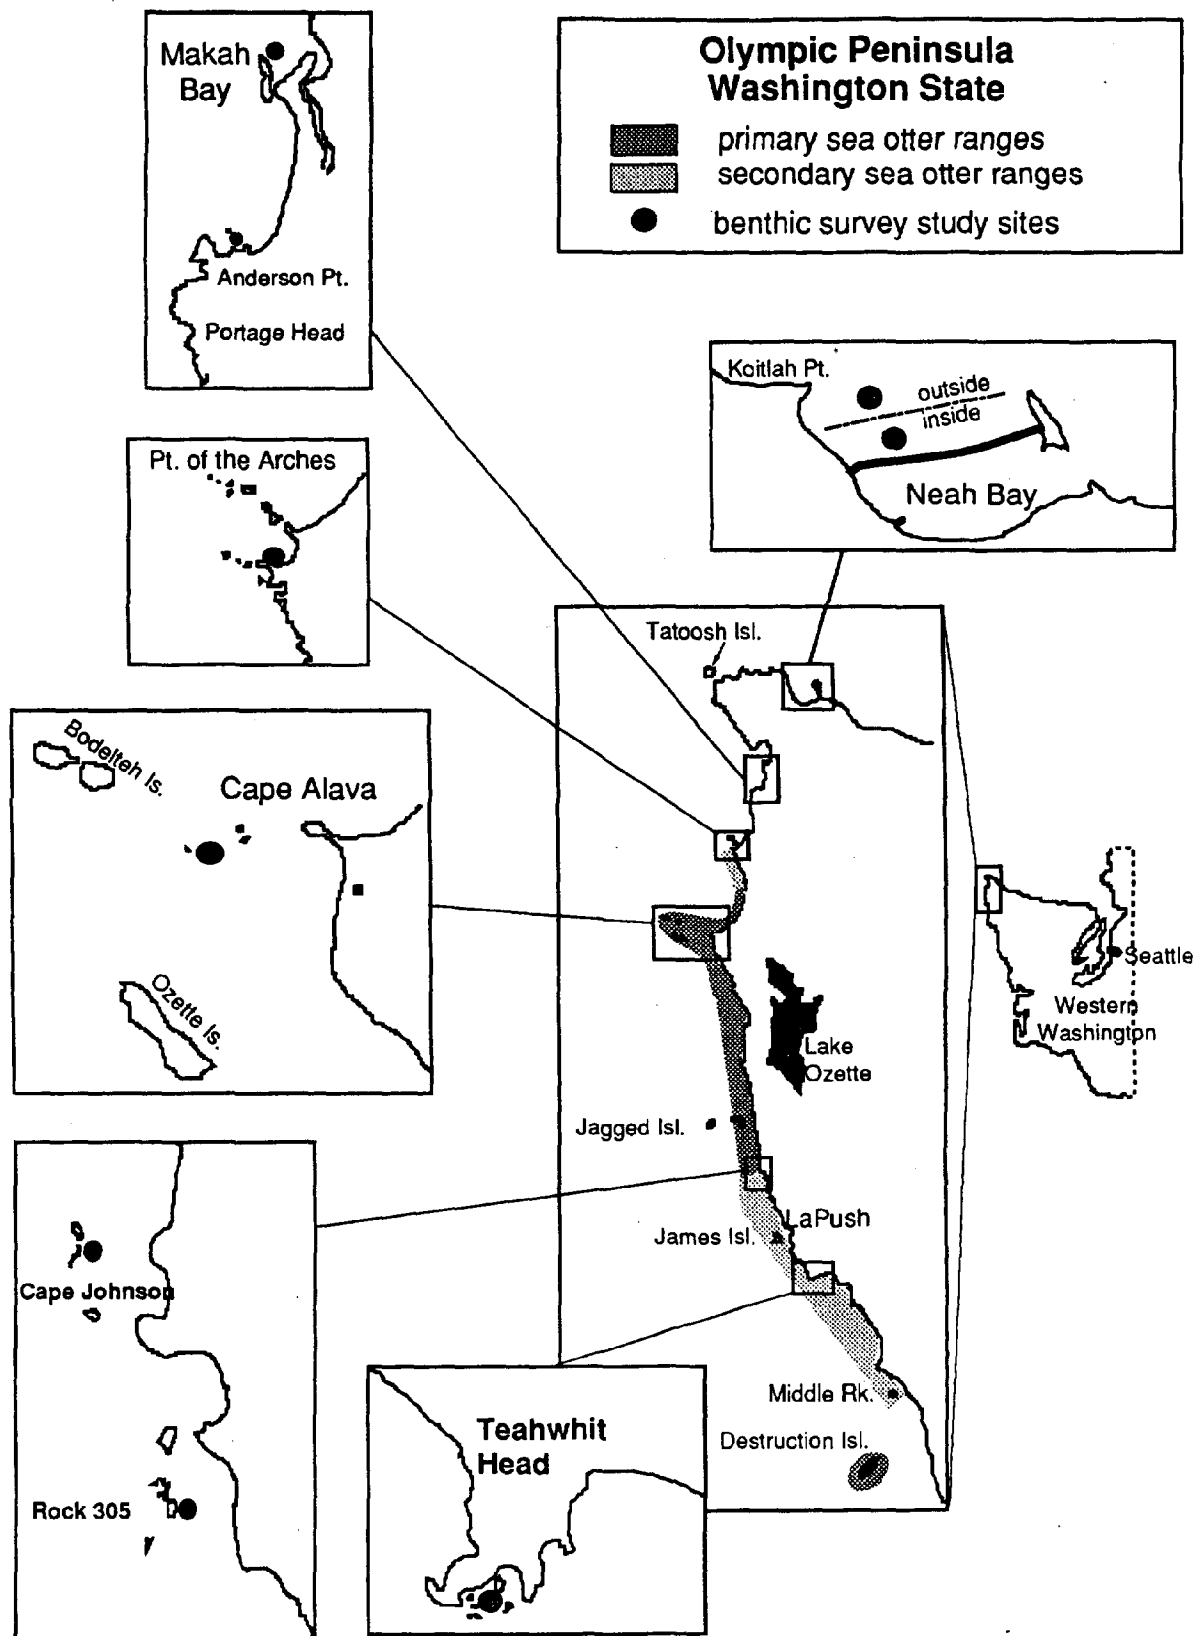 Makah
Bay
Anderson Pt.
Portage Head
Olympic Peninsula
Washington State
primary sea otter ranges
secondary sea otter ranges
benthic survey study sites
Koitlah Pt.
outside
inside
Neah Bay
Pt. of the Arches
Tatoosh Isl.
Bodelteh Is.
Cape Alava
Ozette Is.
Seattle
Western
Washington
Lake
Ozette
Jagged Isl.
LaPush
James Isl.
Cape Johnson
Rock 305
Middle Rk.
Destruction Isl.
Teahwhit
Head